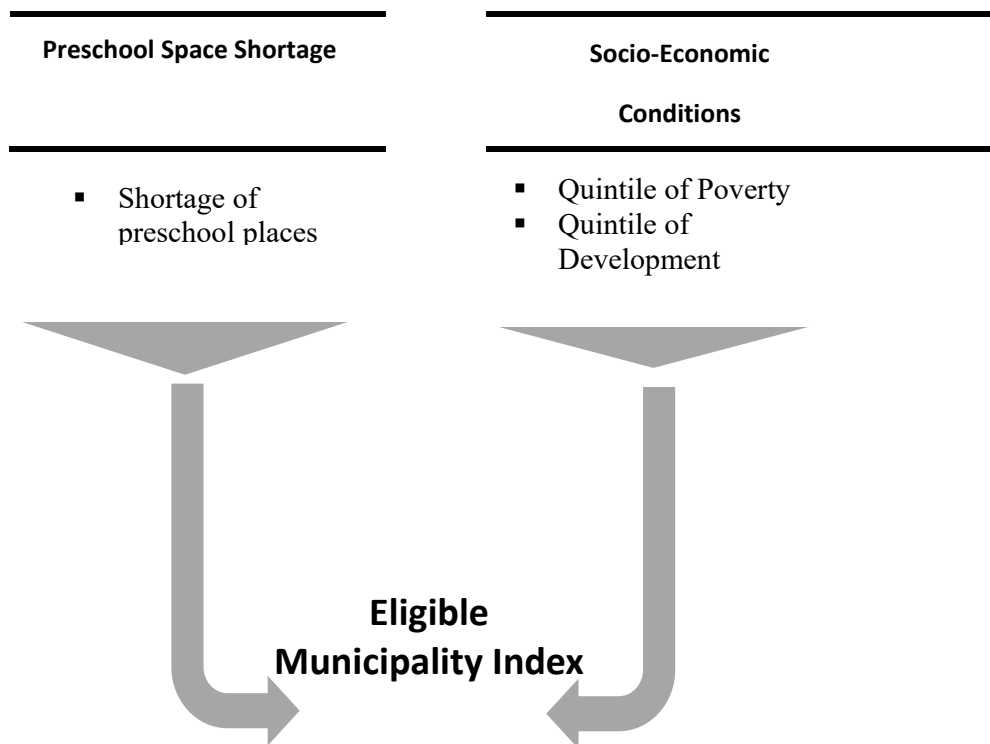 Preschool Space Shortage
▪ Shortage of
preschool places
Socio-Economic
Conditions
▪ Quintile of Poverty
▪ Quintile of
Development
Eligible
Municipality Index